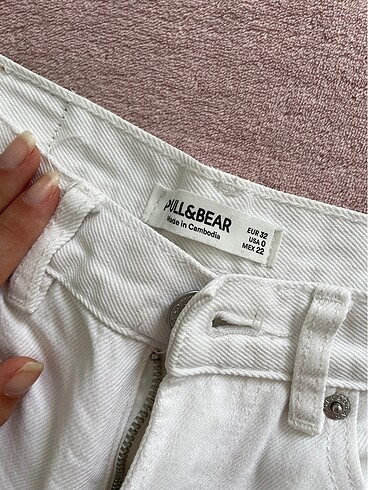 PULL&BEAR
Made in Cambodia
EUR 32
USA 0
MEX 22